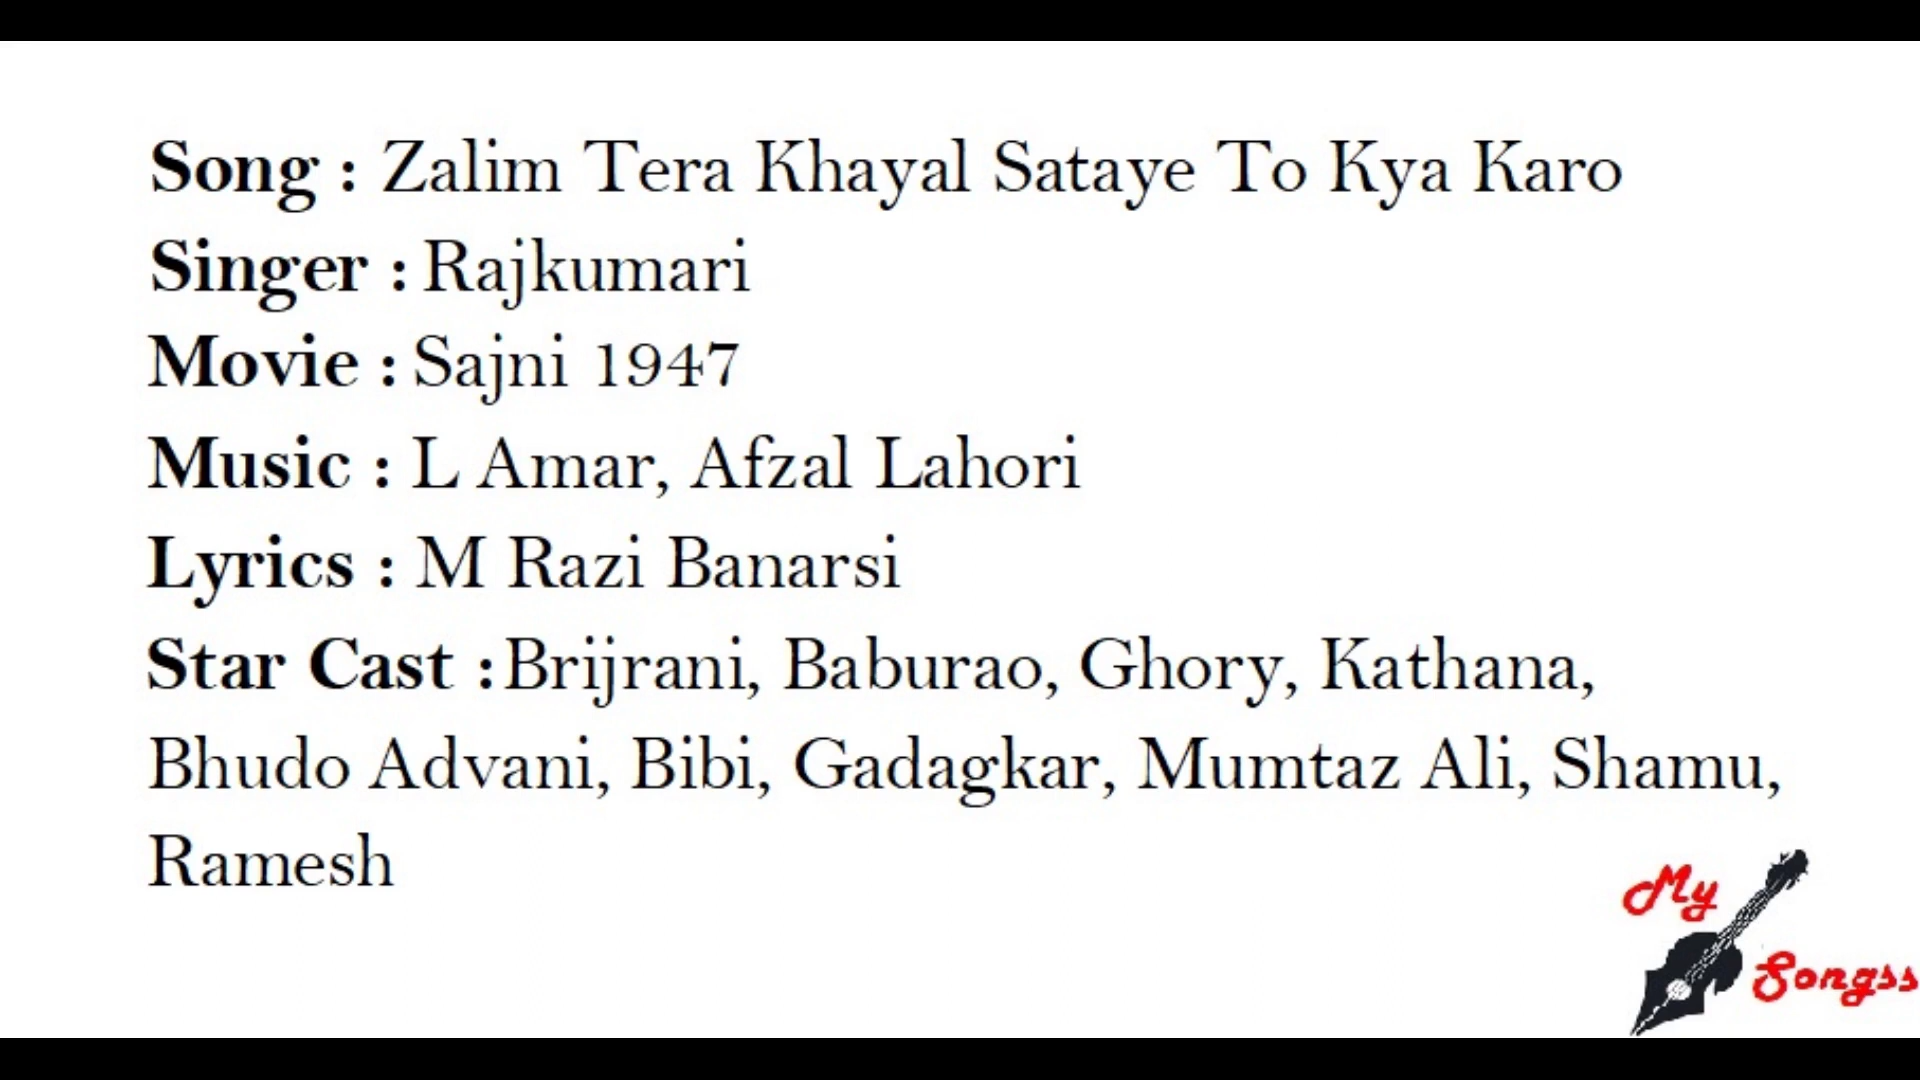 Song : Zalim Tera Khayal Sataye To Kya Karo
Singer : Rajkumari
Movie : Sajni 1947
Music : L Amar, Afzal Lahori
Lyrics : M Razi Banarsi
Star Cast :Brijrani, Baburao, Ghory, Kathana,
Bhudo Advani, Bibi, Gadagkar, Mumtaz Ali, Shamu,
Ramesh
My
Songss